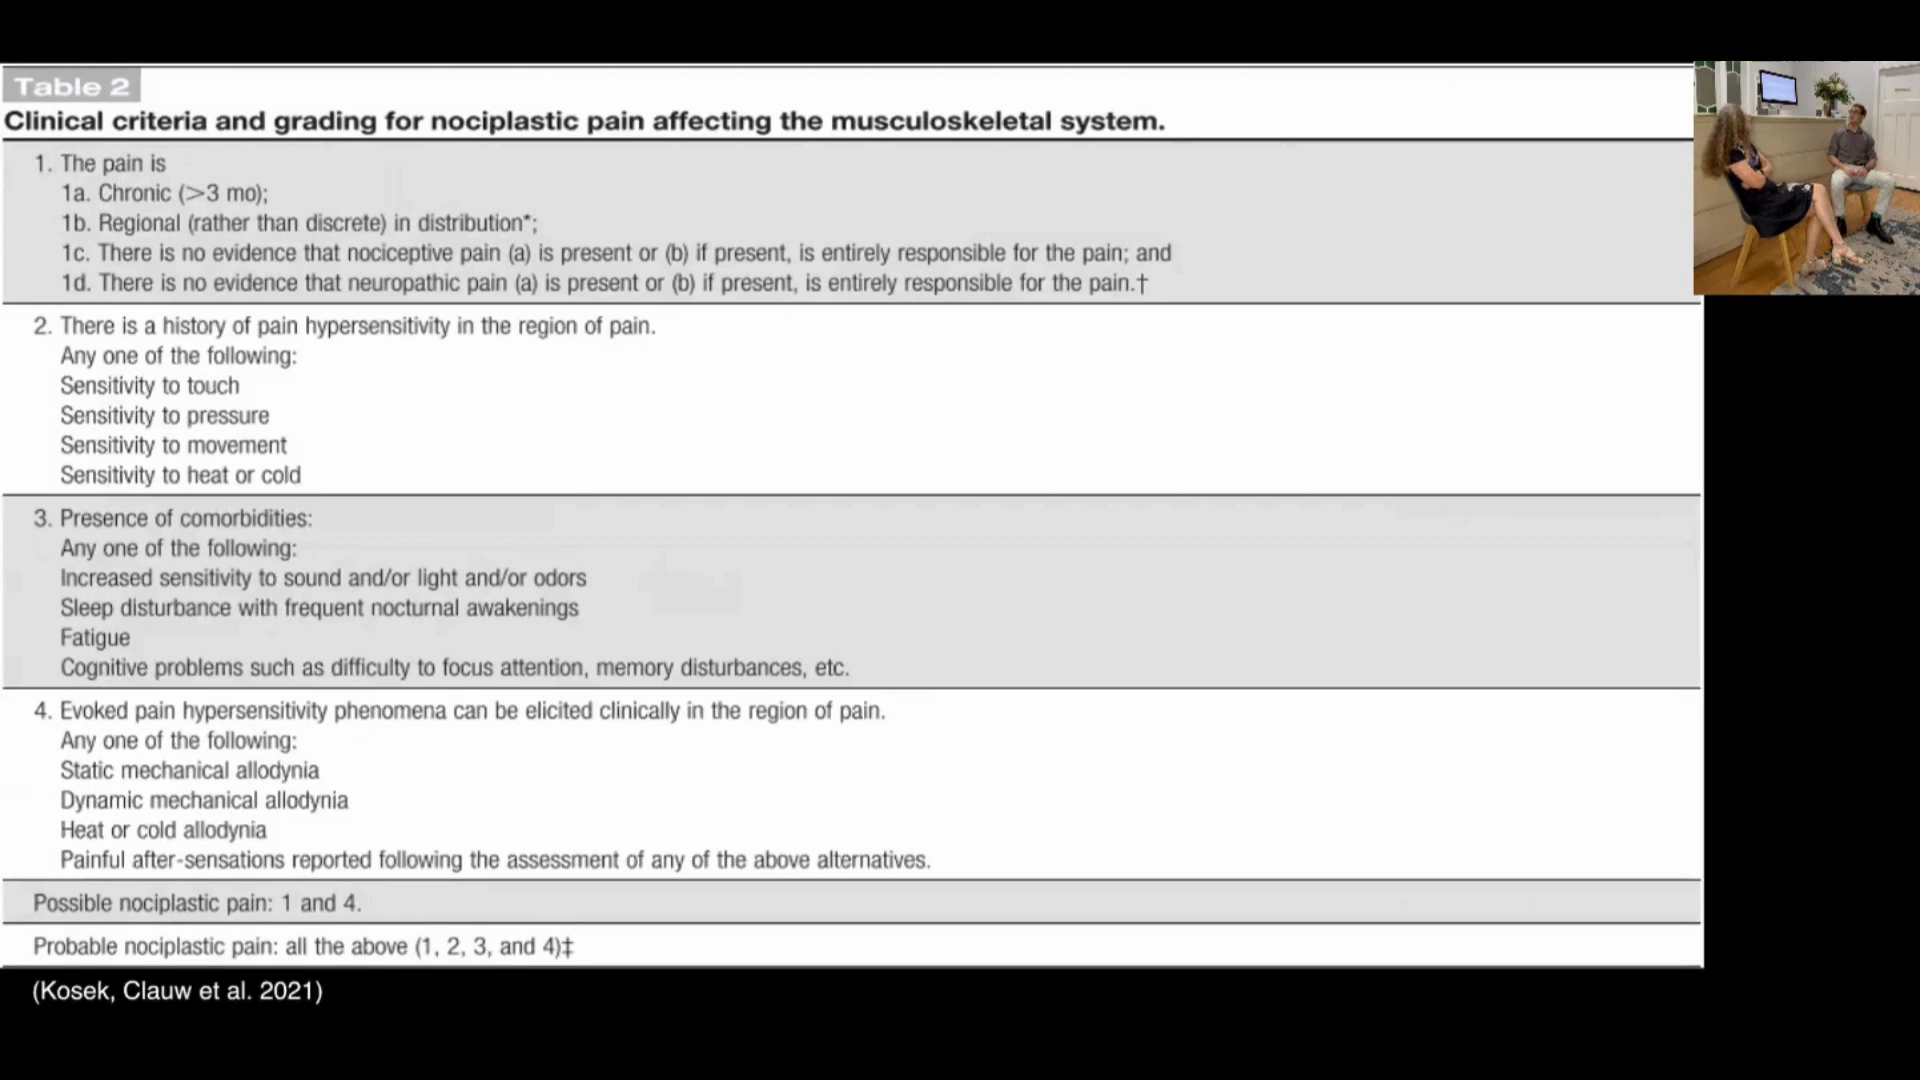 Table 2
Clinical criteria and grading for nociplastic pain affecting the musculoskeletal system.
1. The pain is
1a. Chronic (>3 mo);
1b. Regional (rather than discrete) in distribution*;
1c. There is no evidence that nociceptive pain (a) is present or (b) if present, is entirely responsible for the pain; and
1d. There is no evidence that neuropathic pain (a) is present or (b) if present, is entirely responsible for the pain.†
2. There is a history of pain hypersensitivity in the region of pain.
Any one of the following:
Sensitivity to touch
Sensitivity to pressure
Sensitivity to movement
Sensitivity to heat or cold
3. Presence of comorbidities:
Any one of the following:
Increased sensitivity to sound and/or light and/or odors
Sleep disturbance with frequent nocturnal awakenings
Fatigue
Cognitive problems such as difficulty to focus attention, memory disturbances, etc.
4. Evoked pain hypersensitivity phenomena can be elicited clinically in the region of pain.
Any one of the following:
Static mechanical allodynia
Dynamic mechanical allodynia
Heat or cold allodynia
Painful after-sensations reported following the assessment of any of the above alternatives.
Possible nociplastic pain: 1 and 4.
Probable nociplastic pain: all the above (1, 2, 3, and 4)‡
(Kosek, Clauw et al. 2021)